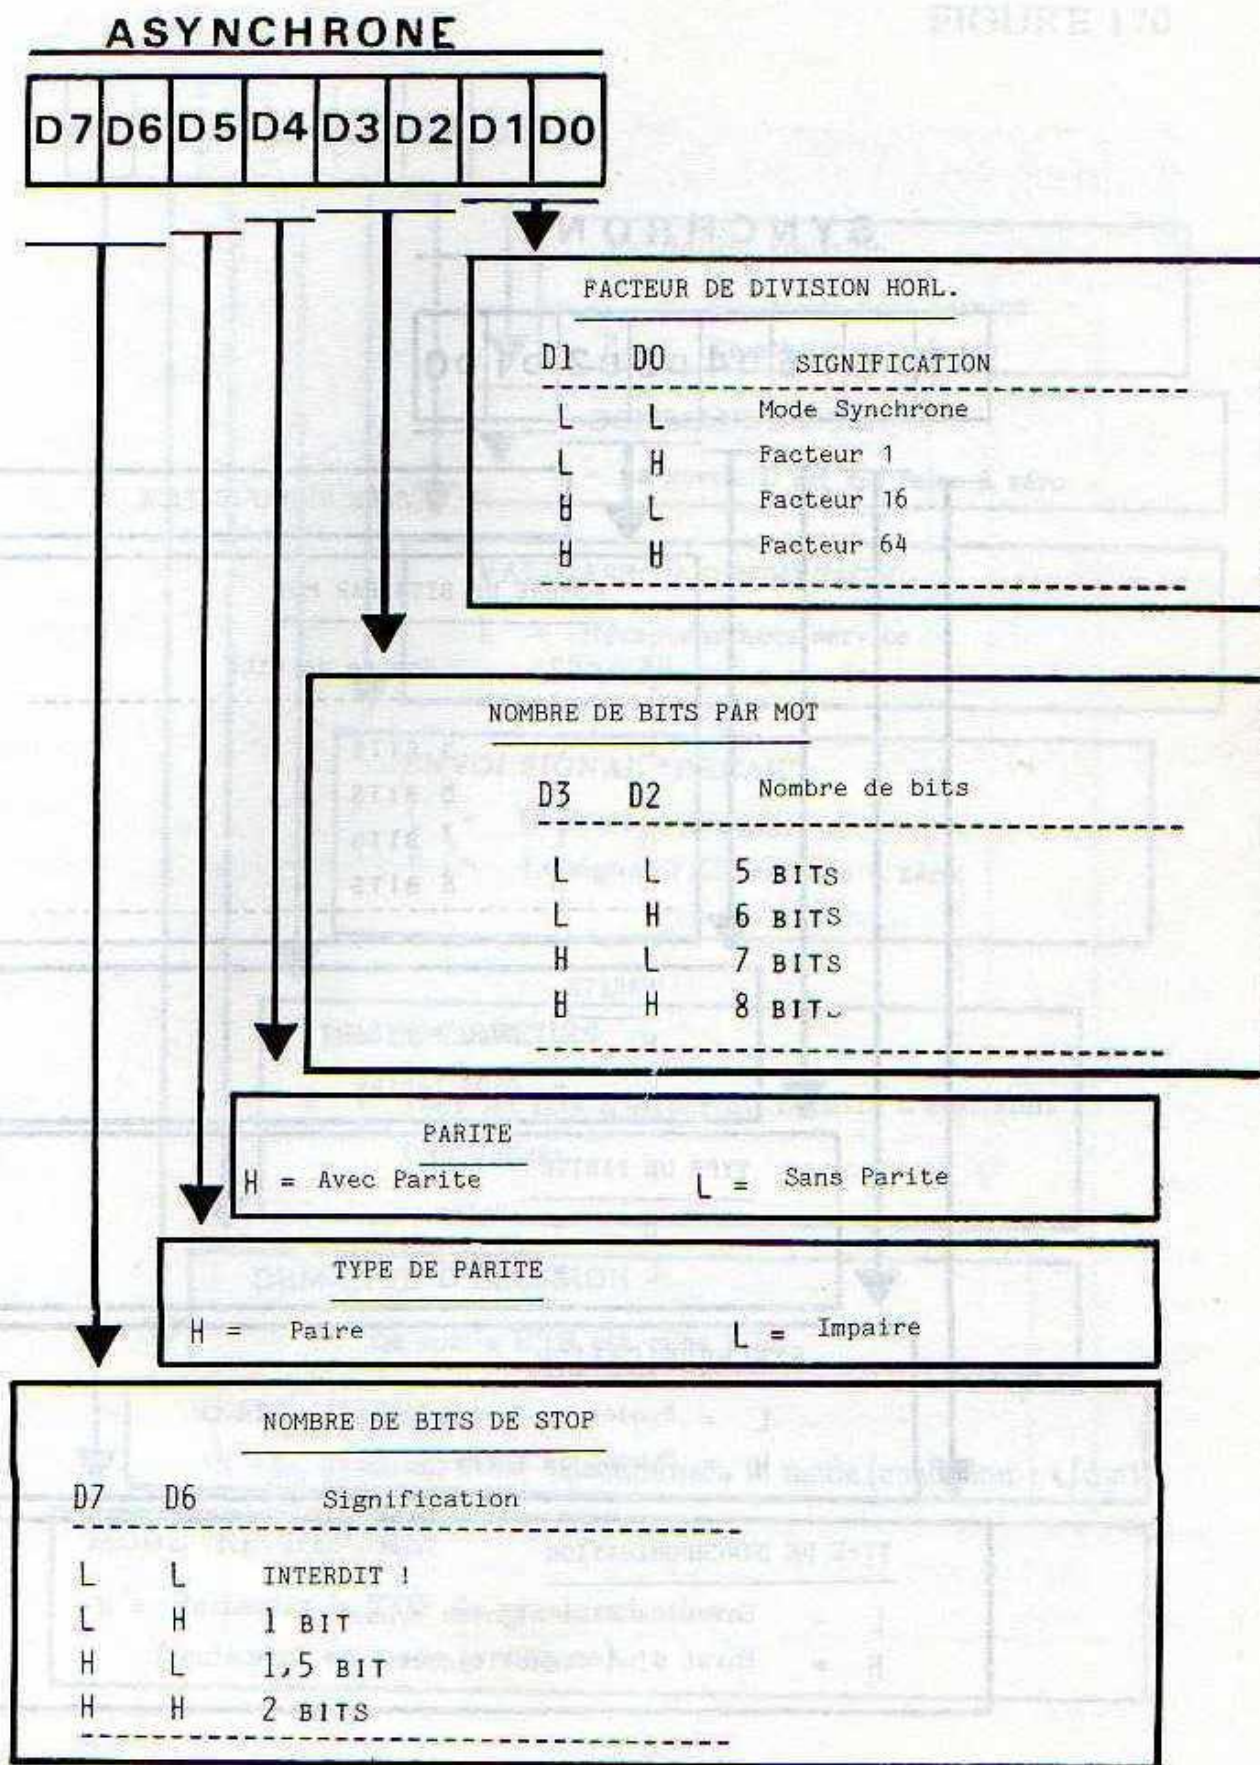 ASYNCHRONE
D7 D6 D5 D4 D3 D2 D1 D0
FACTEUR DE DIVISION HORL.
D1 D0 SIGNIFICATION
L L Mode Synchrone
L H Facteur 1
H L Facteur 16
H H Facteur 64
NOMBRE DE BITS PAR MOT
D3 D2 Nombre de bits
L L 5 BITS
L H 6 BITS
H L 7 BITS
H H 8 BITS
PARITE
H = Avec Parite L = Sans Parite
TYPE DE PARITE
H = Paire L = Impaire
NOMBRE DE BITS DE STOP
D7 D6 Signification
L L INTERDIT !
L H 1 BIT
H L 1,5 BIT
H H 2 BITS